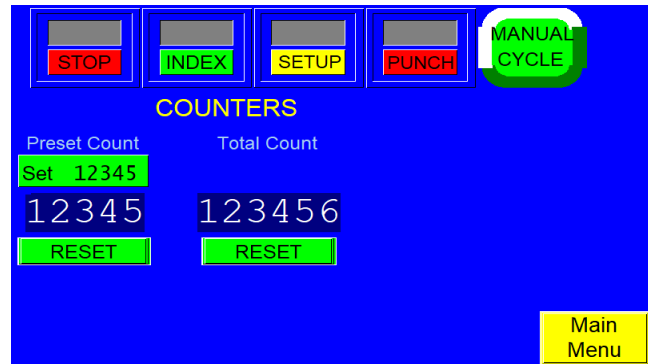 STOP INDEX SETUP PUNCH MANUAL
CYCLE
COUNTERS
Preset Count Total Count
Set 12345
12345 123456
RESET RESET
Main
Menu